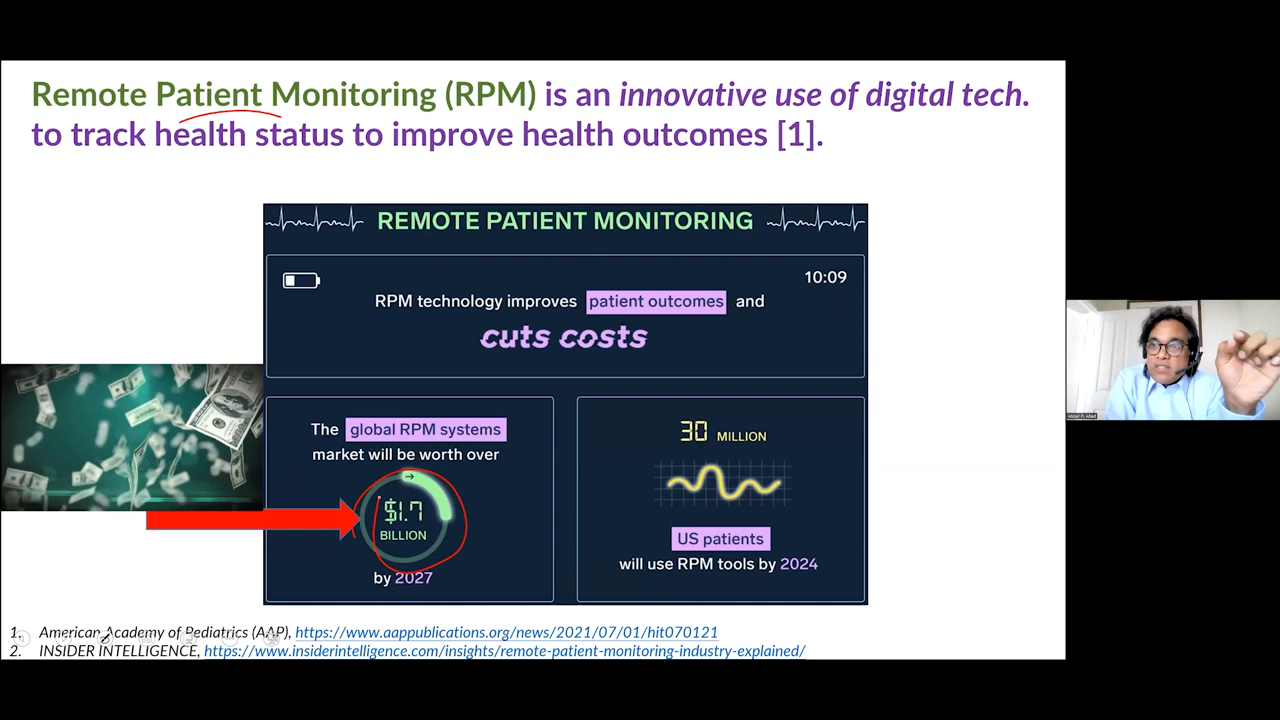 Remote Patient Monitoring (RPM) is an innovative use of digital tech.
to track health status to improve health outcomes [1].
REMOTE PATIENT MONITORING
10:09
RPM technology improves patient outcomes and
cuts costs
The global RPM systems
market will be worth over
$1.7
BILLION
by 2027
30 MILLION
US patients
will use RPM tools by 2024
1. American Academy of Pediatrics (AAP), https://www.aappublications.org/news/2021/07/01/hit070121
2. INSIDER INTELLIGENCE, https://www.insiderintelligence.com/insights/remote-patient-monitoring-industry-explained/
Atiqur R. Ahad